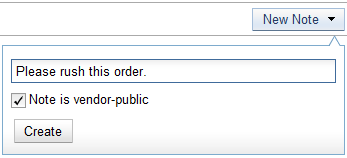 New Note
Please rush this order.
Note is vendor-public
Create